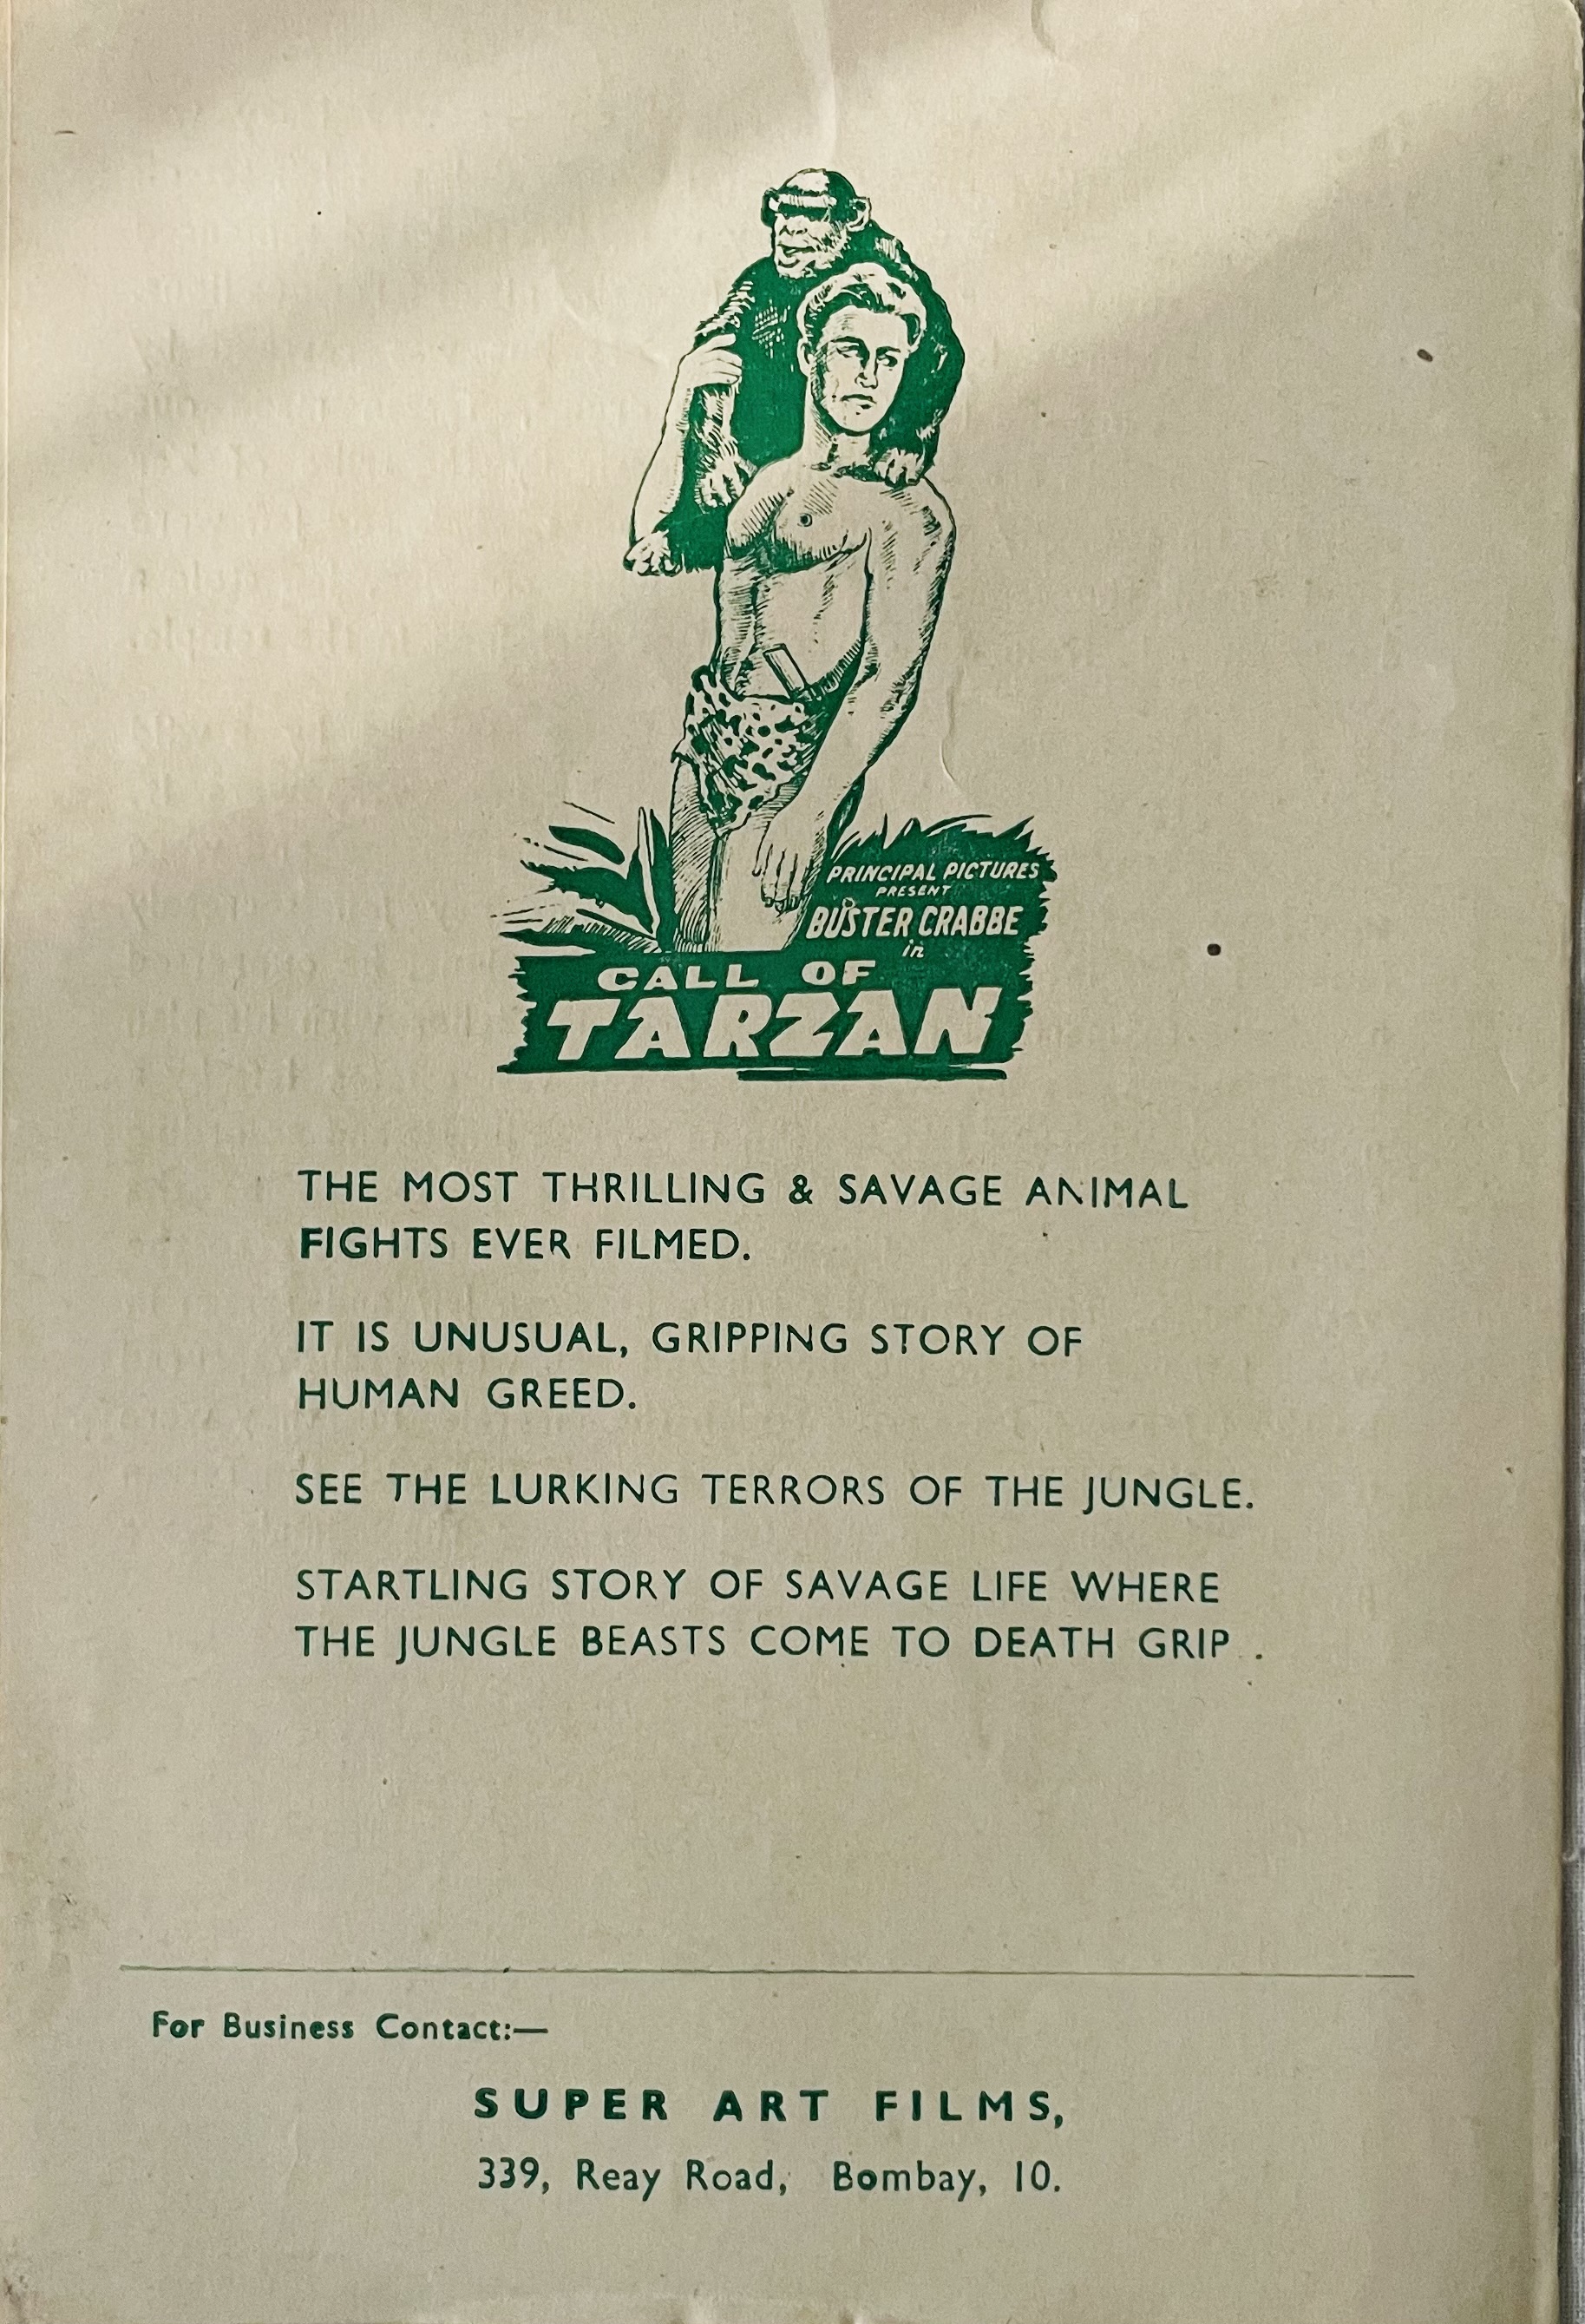 PRINCIPAL PICTURES
PRESENT
BUSTER CRABBE
in
CALL OF
TARZAN
THE MOST THRILLING & SAVAGE ANIMAL
FIGHTS EVER FILMED.
IT IS UNUSUAL, GRIPPING STORY OF
HUMAN GREED.
SEE THE LURKING TERRORS OF THE JUNGLE.
STARTLING STORY OF SAVAGE LIFE WHERE
THE JUNGLE BEASTS COME TO DEATH GRIP .
For Business Contact:—
SUPER ART FILMS,
339, Reay Road, Bombay, 10.